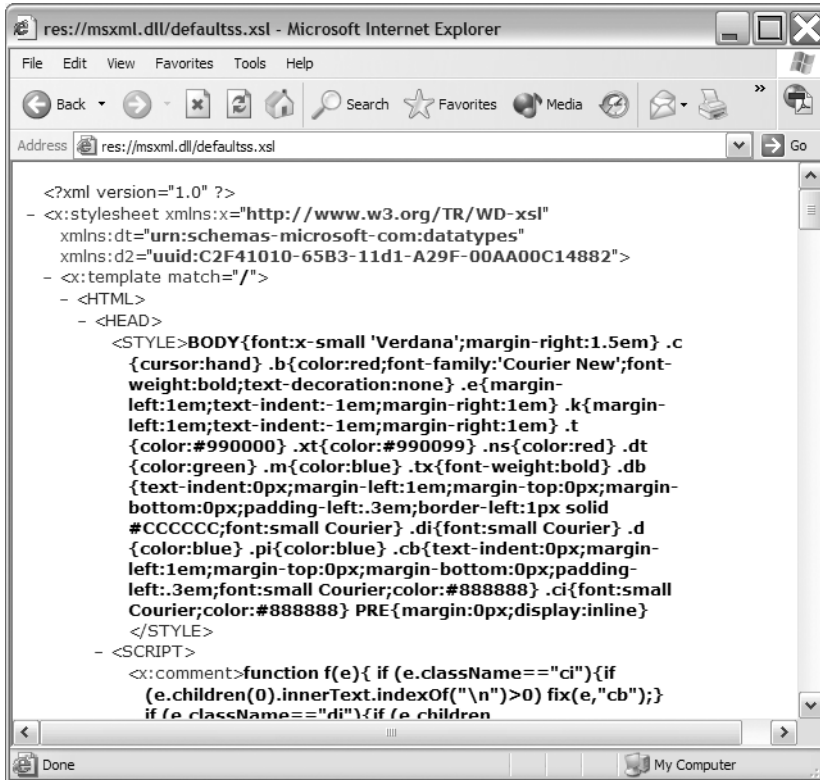 res://msxml.dll/defaultss.xsl - Microsoft Internet Explorer
File Edit View Favorites Tools Help
Back Search Favorites Media »
Address res://msxml.dll/defaultss.xsl Go
<?xml version="1.0" ?>
– <x:stylesheet xmlns:x="http://www.w3.org/TR/WD-xsl"
xmlns:dt="urn:schemas-microsoft-com:datatypes"
xmlns:d2="uuid:C2F41010-65B3-11d1-A29F-00AA00C14882">
– <x:template match="/">
– <HTML>
– <HEAD>
<STYLE>BODY{font:x-small 'Verdana';margin-right:1.5em} .c
{cursor:hand} .b{color:red;font-family:'Courier New';font-
weight:bold;text-decoration:none} .e{margin-
left:1em;text-indent:-1em;margin-right:1em} .k{margin-
left:1em;text-indent:-1em;margin-right:1em} .t
{color:#990000} .xt{color:#990099} .ns{color:red} .dt
{color:green} .m{color:blue} .tx{font-weight:bold} .db
{text-indent:0px;margin-left:1em;margin-top:0px;margin-
bottom:0px;padding-left:.3em;border-left:1px solid
#CCCCCC;font:small Courier} .di{font:small Courier} .d
{color:blue} .pi{color:blue} .cb{text-indent:0px;margin-
left:1em;margin-top:0px;margin-bottom:0px;padding-
left:.3em;font:small Courier;color:#888888} .ci{font:small
Courier;color:#888888} PRE{margin:0px;display:inline}
</STYLE>
– <SCRIPT>
<x:comment>function f(e){ if (e.className=="ci"){if
(e.children(0).innerText.indexOf("\n")>0) fix(e,"cb");}
if (e.className=="di"){if (e.children
Done My Computer